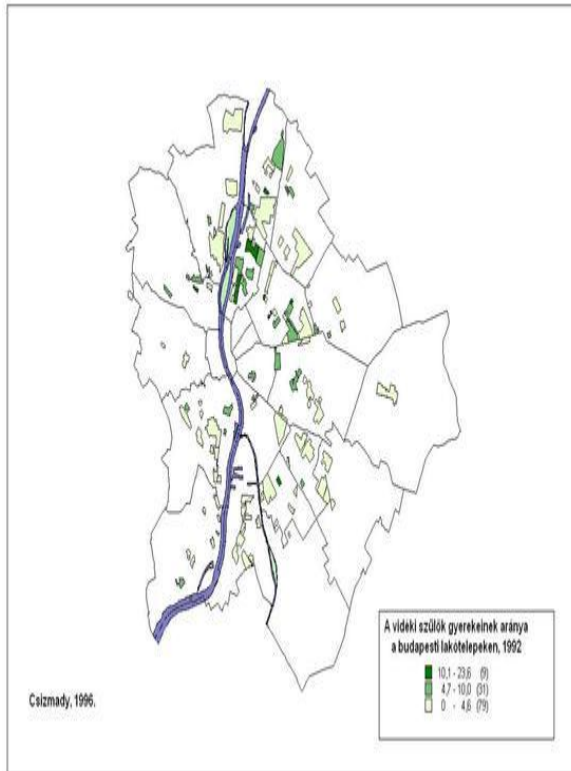 A vidéki szülők gyerekeinek aránya
a budapesti lakótelepeken, 1992
10,1 - 23,6 (9)
4,7 - 10,0 (31)
0 - 4,6 (79)
Csizmady, 1996.